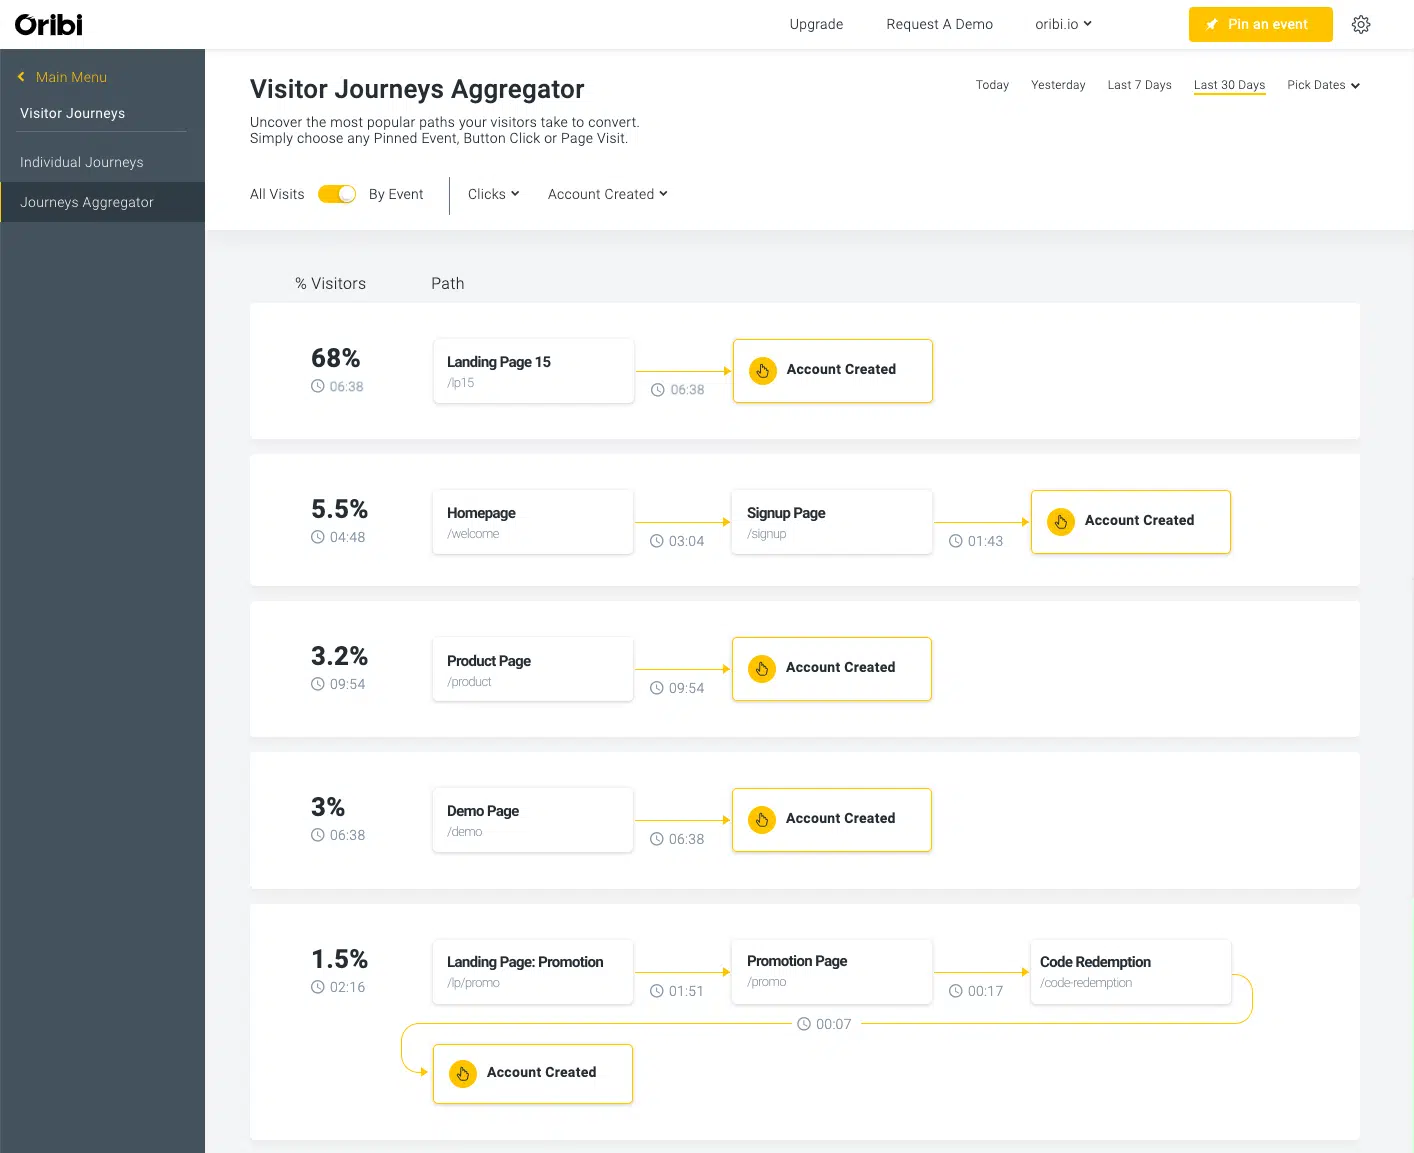 Oribi
Upgrade
Request A Demo
oribi.io
Pin an event
Main Menu
Visitor Journeys
Individual Journeys
Journeys Aggregator
Visitor Journeys Aggregator
Today
Yesterday
Last 7 Days
Last 30 Days
Pick Dates
Uncover the most popular paths your visitors take to convert.
Simply choose any Pinned Event, Button Click or Page Visit.
All Visits
By Event
Clicks
Account Created
% Visitors
Path
68%
06:38
Landing Page 15
/lp15
06:38
Account Created
5.5%
04:48
Homepage
/welcome
03:04
Signup Page
/signup
01:43
Account Created
3.2%
09:54
Product Page
/product
09:54
Account Created
3%
06:38
Demo Page
/demo
06:38
Account Created
1.5%
02:16
Landing Page: Promotion
/lp/promo
01:51
Promotion Page
/promo
00:17
Code Redemption
/code-redemption
00:07
Account Created